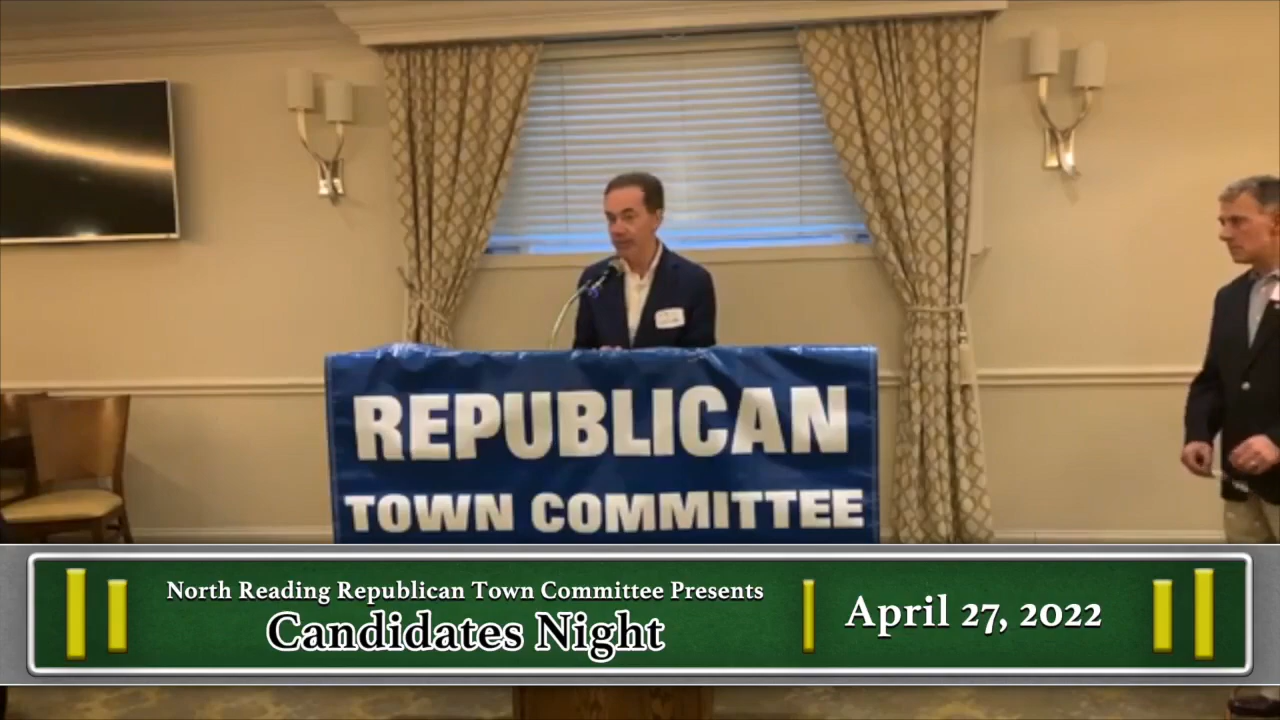 REPUBLICAN
TOWN COMMITTEE
North Reading Republican Town Committee Presents
Candidates Night
April 27, 2022